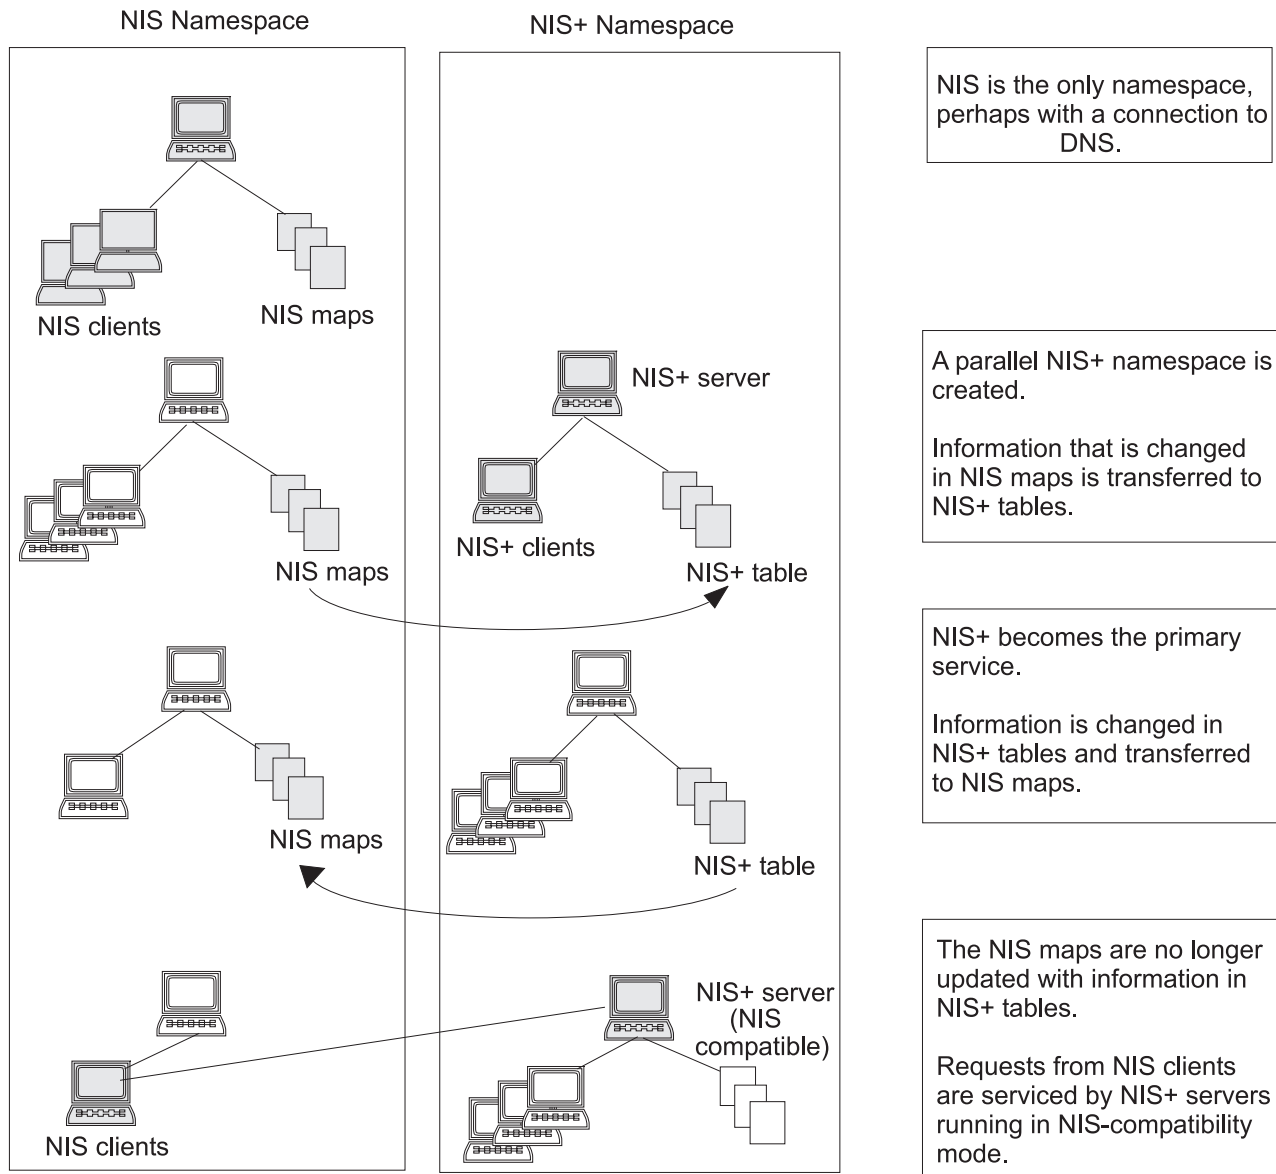 NIS Namespace
NIS+ Namespace
NIS is the only namespace,
perhaps with a connection to
DNS.
NIS clients
NIS maps
NIS+ server
NIS+ clients
NIS maps
NIS+ table
A parallel NIS+ namespace is
created.
Information that is changed
in NIS maps is transferred to
NIS+ tables.
NIS maps
NIS+ table
NIS+ becomes the primary
service.
Information is changed in
NIS+ tables and transferred
to NIS maps.
NIS+ server
(NIS
compatible)
NIS clients
The NIS maps are no longer
updated with information in
NIS+ tables.
Requests from NIS clients
are serviced by NIS+ servers
running in NIS-compatibility
mode.